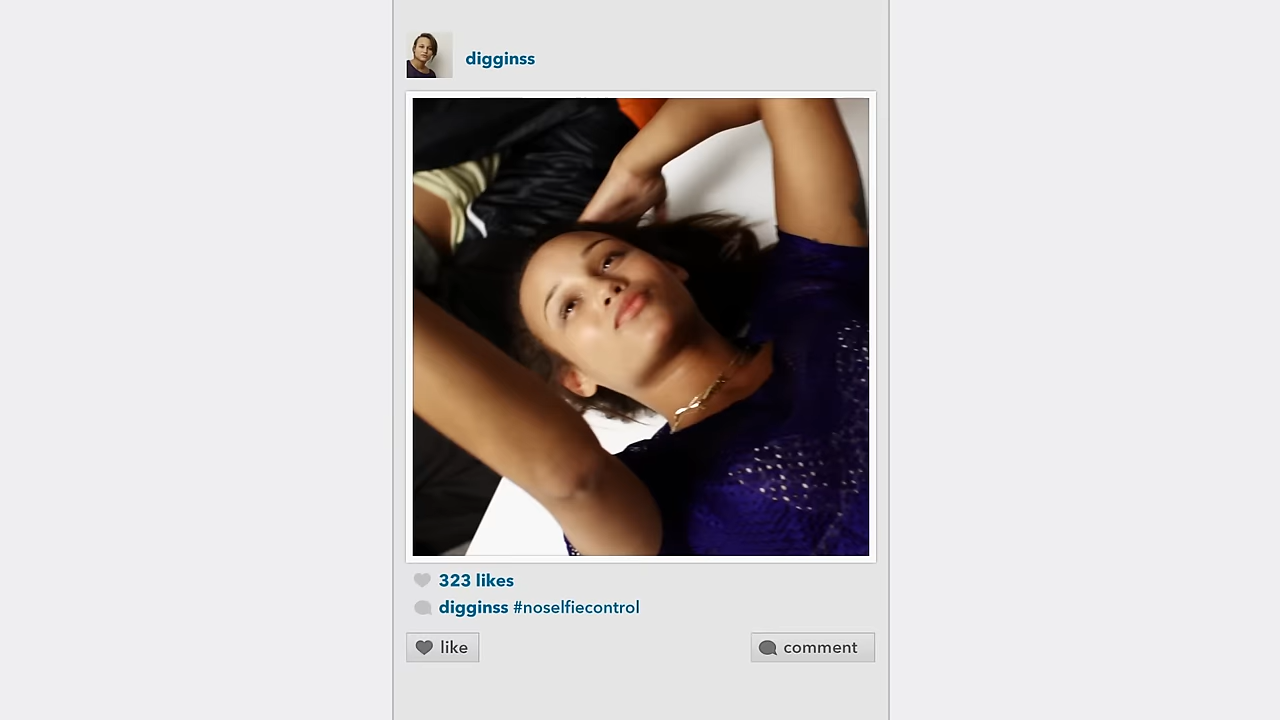 digginss
323 likes
digginss #noselfiecontrol
like
comment